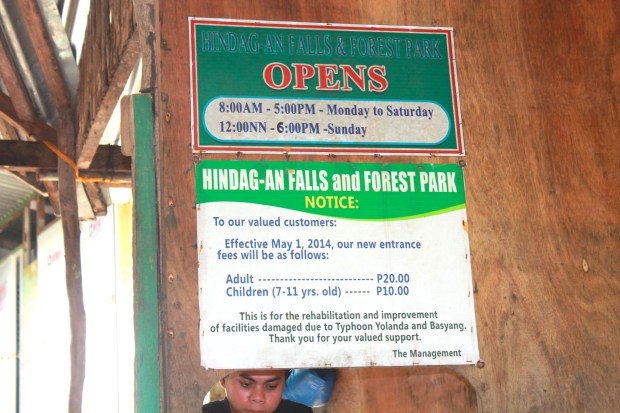 HINDAG-AN FALLS & FOREST PARK
OPENS
8:00AM - 5:00PM - Monday to Saturday
12:00NN - 6:00PM -Sunday
HINDAG-AN FALLS and FOREST PARK
NOTICE:
To our valued customers:
Effective May 1, 2014, our new entrance
fees will be as follows:
Adult --------------------------- P20.00
Children (7-11 yrs. old) ------ P10.00
This is for the rehabilitation and improvement
of facilities damaged due to Typhoon Yolanda and Basyang.
Thank you for your valued support.
The Management